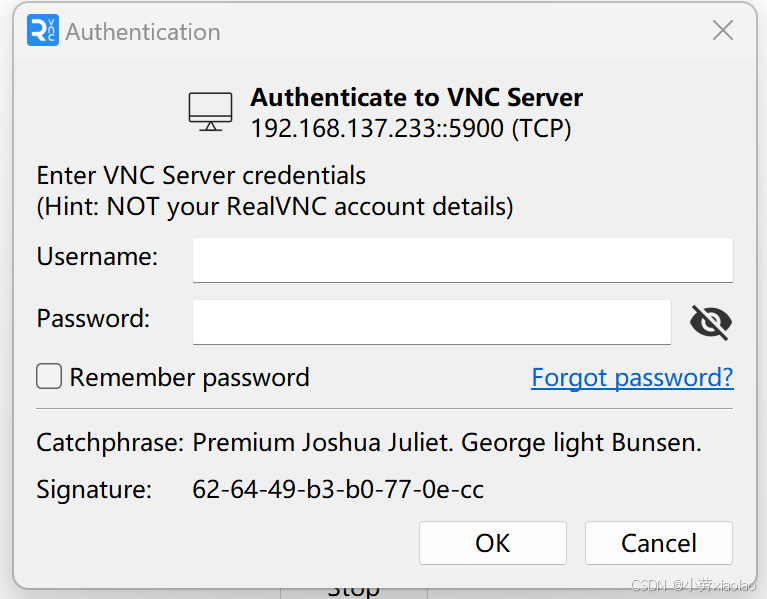 R VNC Authentication
Authenticate to VNC Server
192.168.137.233::5900 (TCP)
Enter VNC Server credentials
(Hint: NOT your RealVNC account details)
Username:
Password:
Remember password Forgot password?
Catchphrase: Premium Joshua Juliet. George light Bunsen.
Signature: 62-64-49-b3-b0-77-0e-cc
OK Cancel
Stop
CSDN @小劳xiaolao